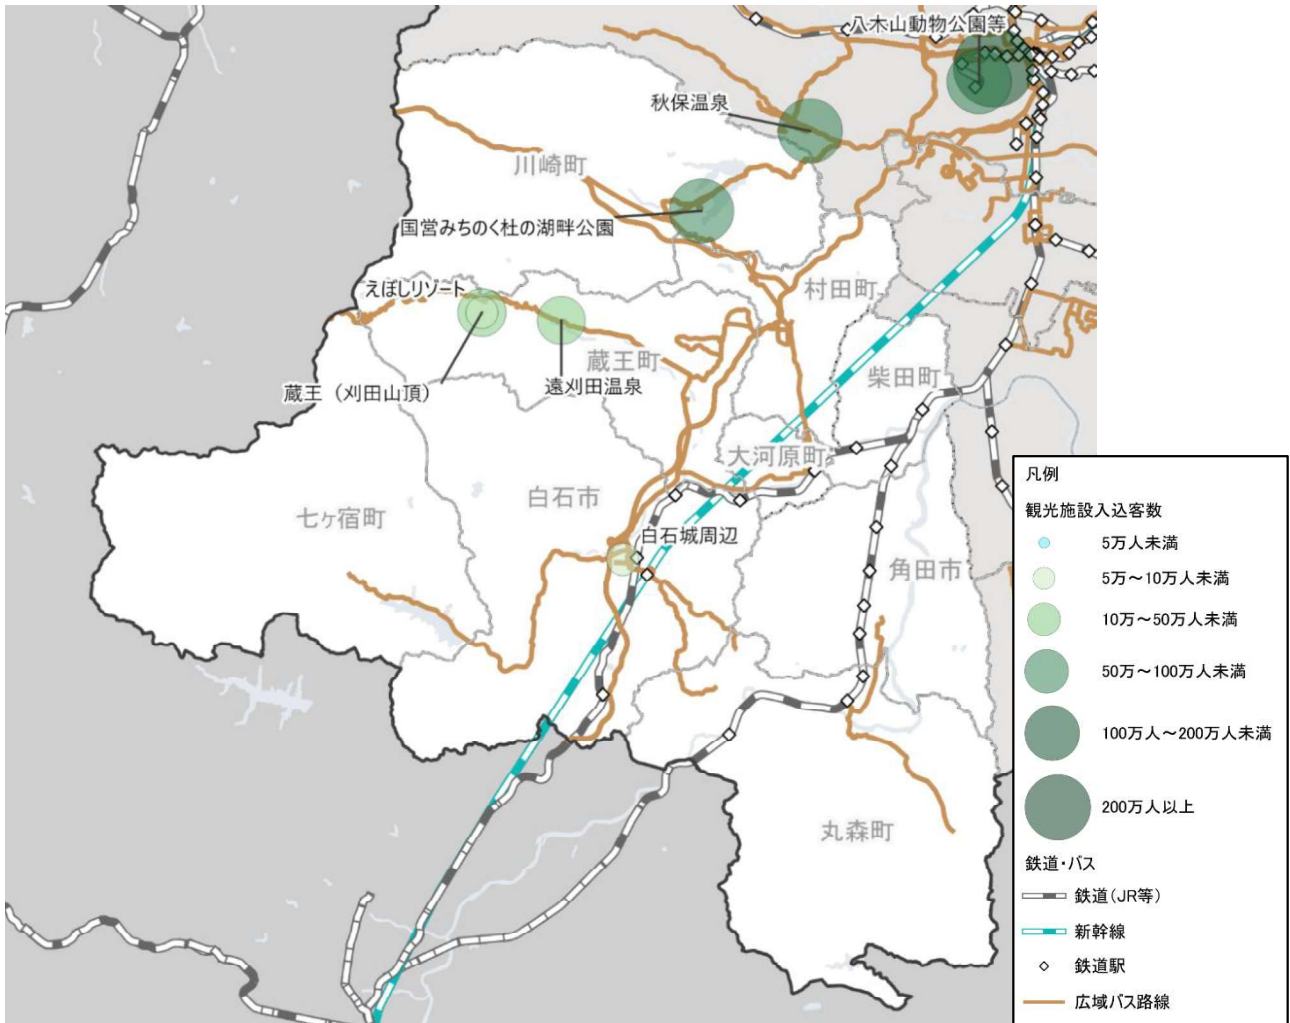 八木山動物公園等
秋保温泉
川崎町
国営みちのく杜の湖畔公園
えぼしリゾート
村田町
蔵王町
柴田町
蔵王（刈田山頂）
遠刈田温泉
大河原町
七ヶ宿町
白石市
白石城周辺
角田市
丸森町
凡例
観光施設入込客数
5万人未満
5万～10万人未満
10万～50万人未満
50万～100万人未満
100万人～200万人未満
200万人以上
鉄道・バス
鉄道（JR等）
新幹線
鉄道駅
広域バス路線